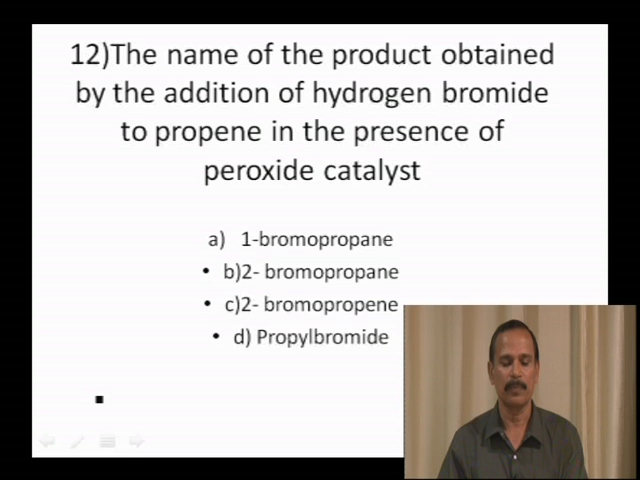 12)The name of the product obtained
by the addition of hydrogen bromide
to propene in the presence of
peroxide catalyst
a) 1-bromopropane
• b)2- bromopropane
• c)2- bromopropene
• d) Propylbromide